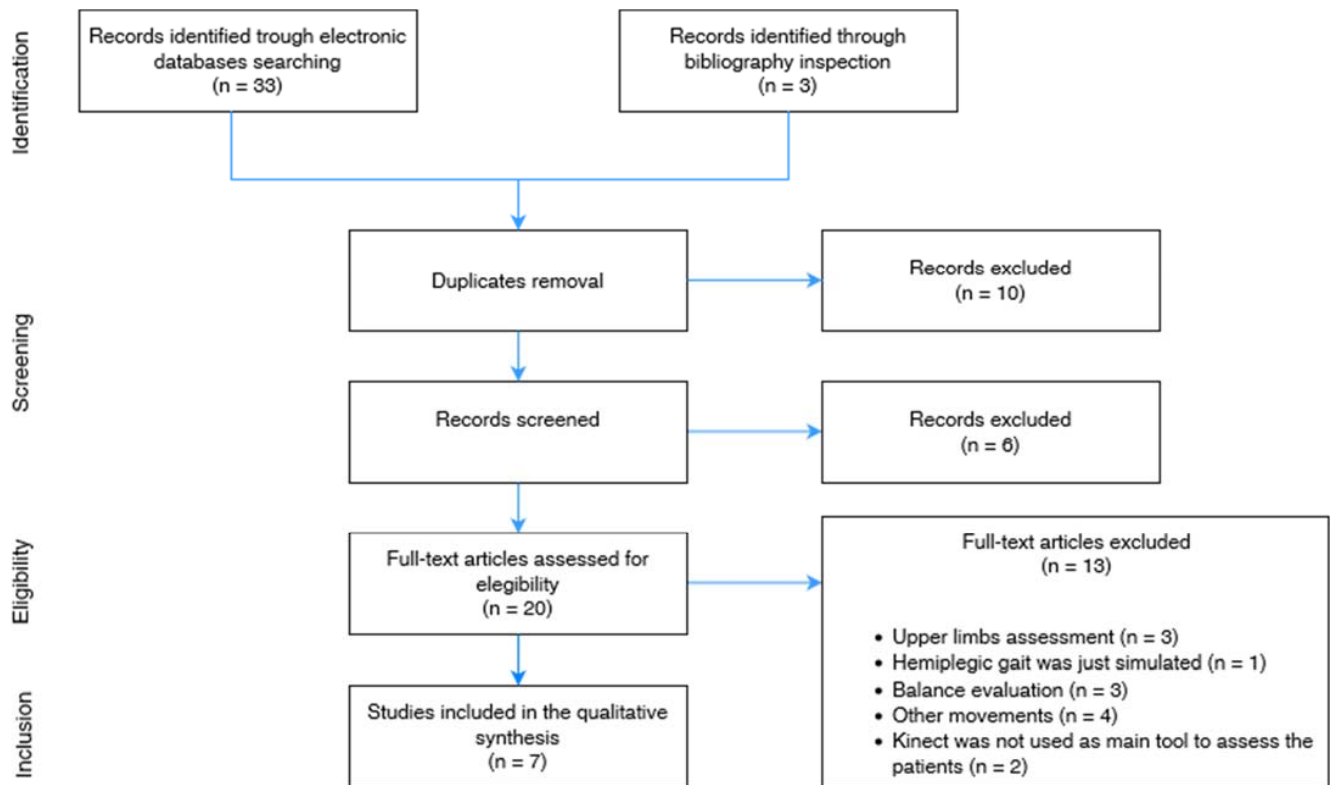 Identification
Records identified trough electronic
databases searching
(n = 33)
Records identified through
bibliography inspection
(n = 3)
Screening
Duplicates removal
Records excluded
(n = 10)
Records screened
Records excluded
(n = 6)
Eligibility
Full-text articles assessed for
elegibility
(n = 20)
Full-text articles excluded
(n = 13)
• Upper limbs assessment (n = 3)
• Hemiplegic gait was just simulated (n = 1)
• Balance evaluation (n = 3)
• Other movements (n = 4)
• Kinect was not used as main tool to assess the
patients (n = 2)
Inclusion
Studies included in the qualitative
synthesis
(n = 7)